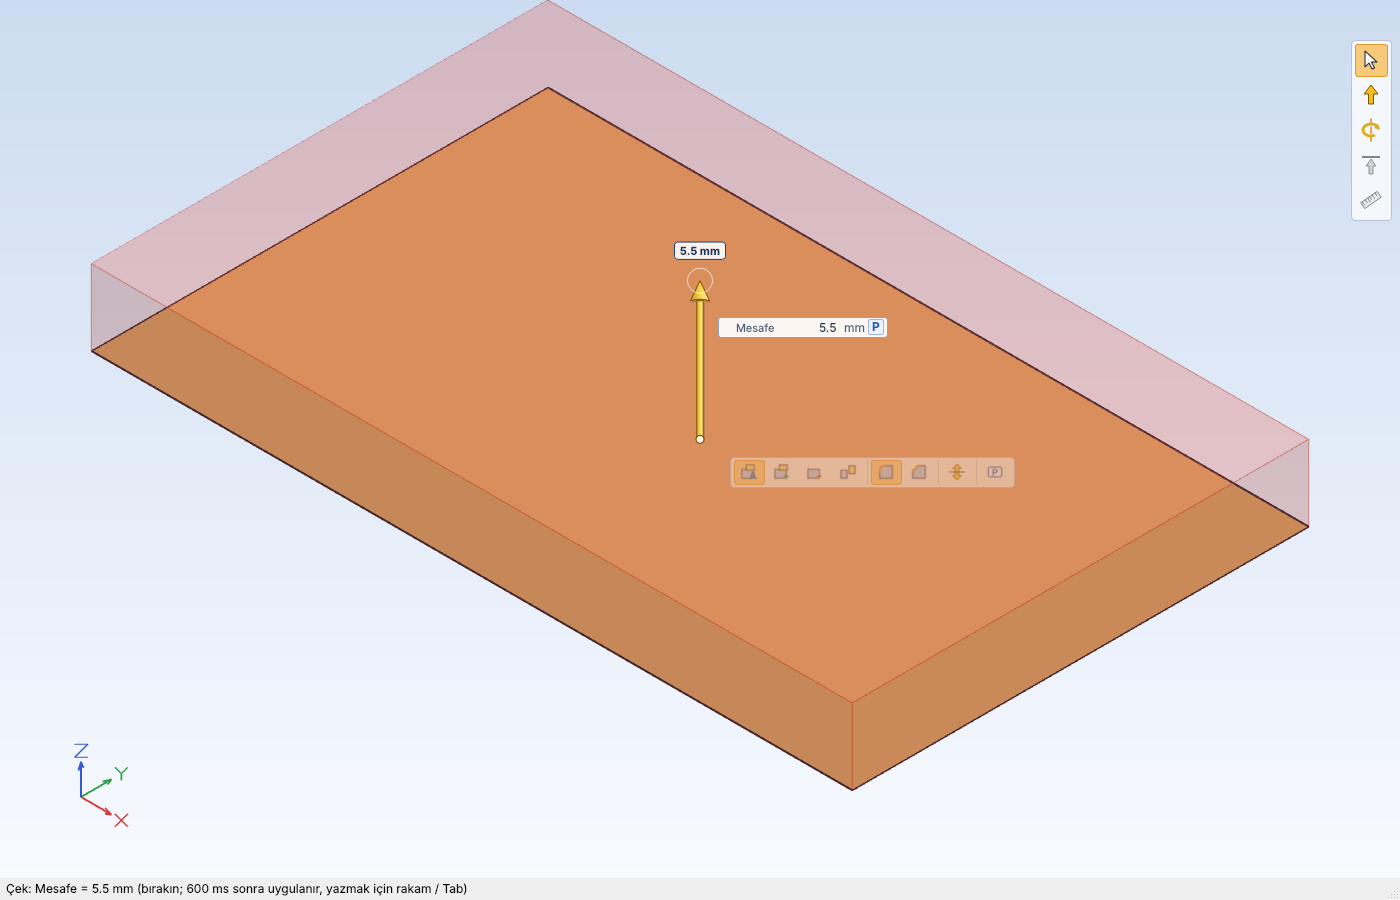 5.5 mm
Mesafe 5.5 mm P
P
Z
Y
X
Çek: Mesafe = 5.5 mm (bırakın; 600 ms sonra uygulanır, yazmak için rakam / Tab)